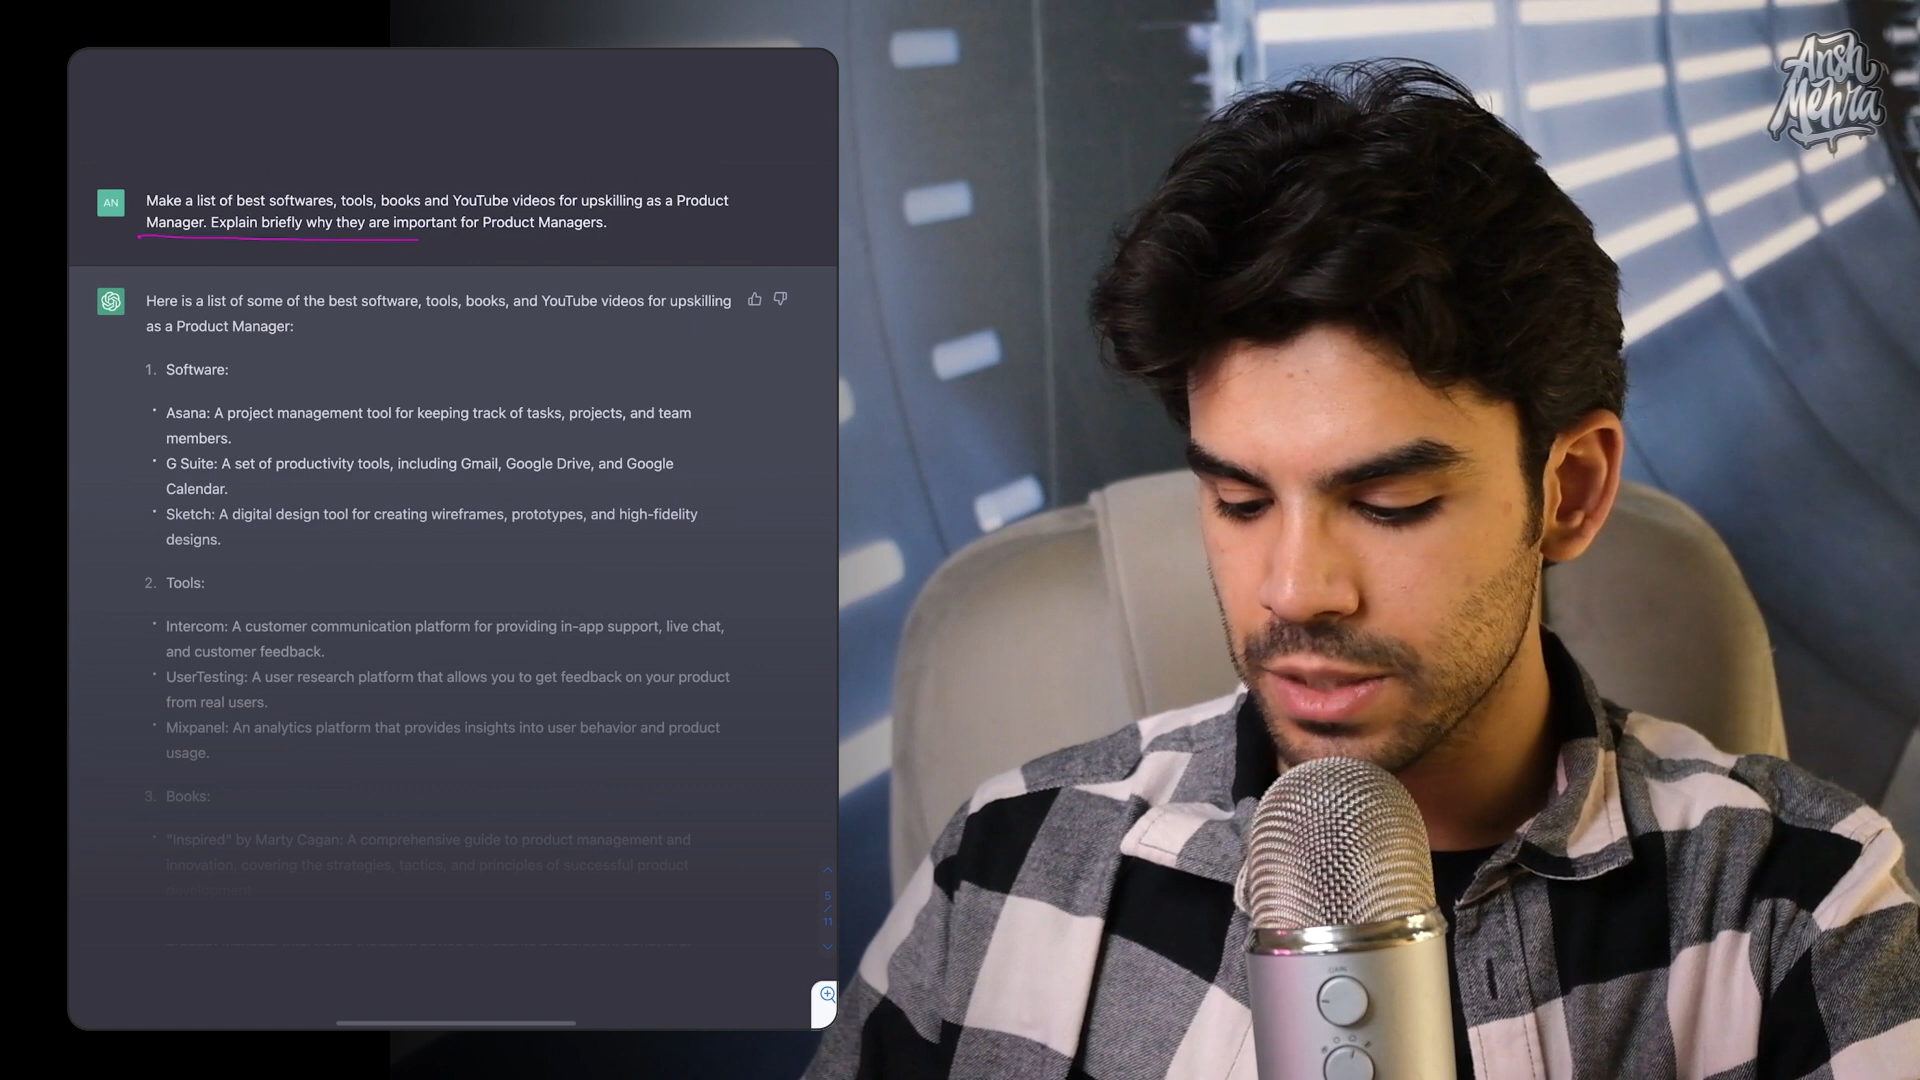 Ansh
Mehra
AN
Make a list of best softwares, tools, books and YouTube videos for upskilling as a Product
Manager. Explain briefly why they are important for Product Managers.
Here is a list of some of the best software, tools, books, and YouTube videos for upskilling
as a Product Manager:
1. Software:
• Asana: A project management tool for keeping track of tasks, projects, and team
members.
• G Suite: A set of productivity tools, including Gmail, Google Drive, and Google
Calendar.
• Sketch: A digital design tool for creating wireframes, prototypes, and high-fidelity
designs.
2. Tools:
• Intercom: A customer communication platform for providing in-app support, live chat,
and customer feedback.
• UserTesting: A user research platform that allows you to get feedback on your product
from real users.
• Mixpanel: An analytics platform that provides insights into user behavior and product
usage.
3. Books:
• "Inspired" by Marty Cagan: A comprehensive guide to product management and
innovation, covering the strategies, tactics, and principles of successful product
development.
5
/
11
GAIN